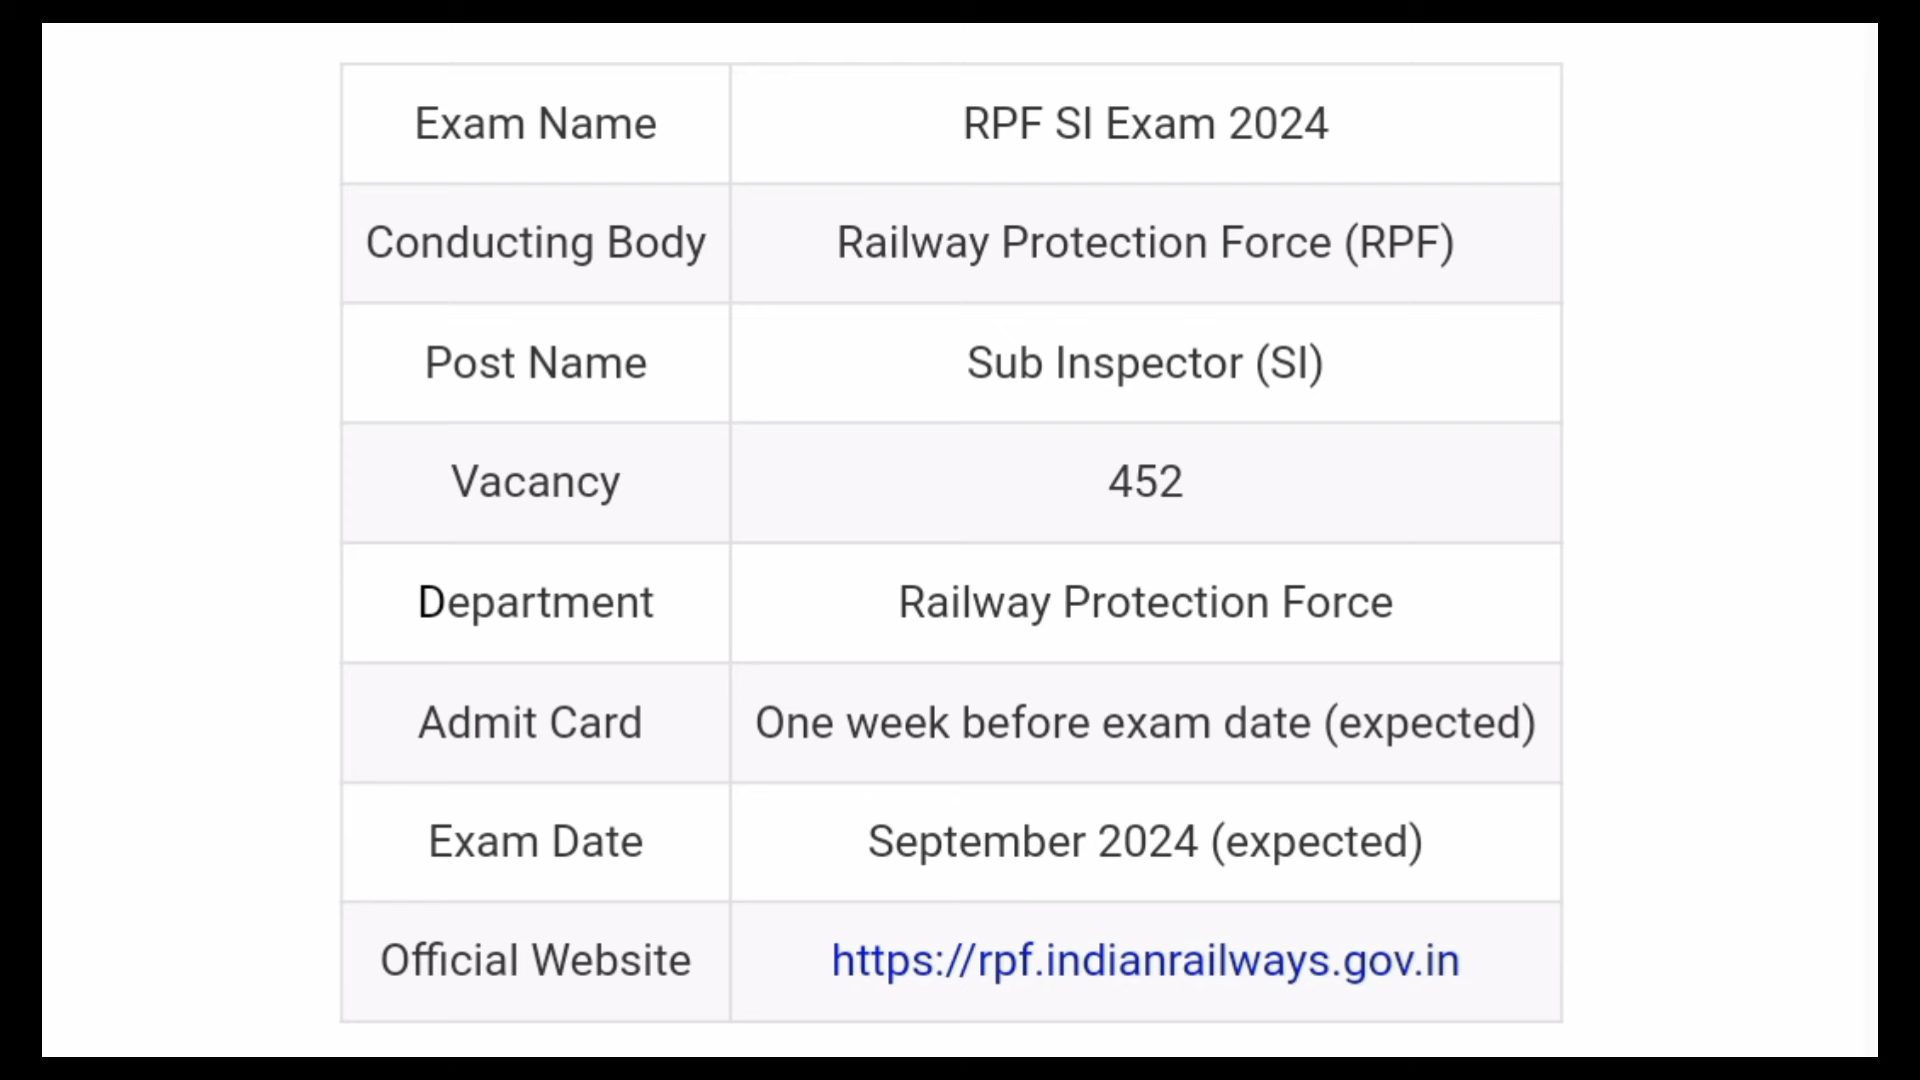 Exam Name RPF SI Exam 2024
Conducting Body Railway Protection Force (RPF)
Post Name Sub Inspector (SI)
Vacancy 452
Department Railway Protection Force
Admit Card One week before exam date (expected)
Exam Date September 2024 (expected)
Official Website https://rpf.indianrailways.gov.in